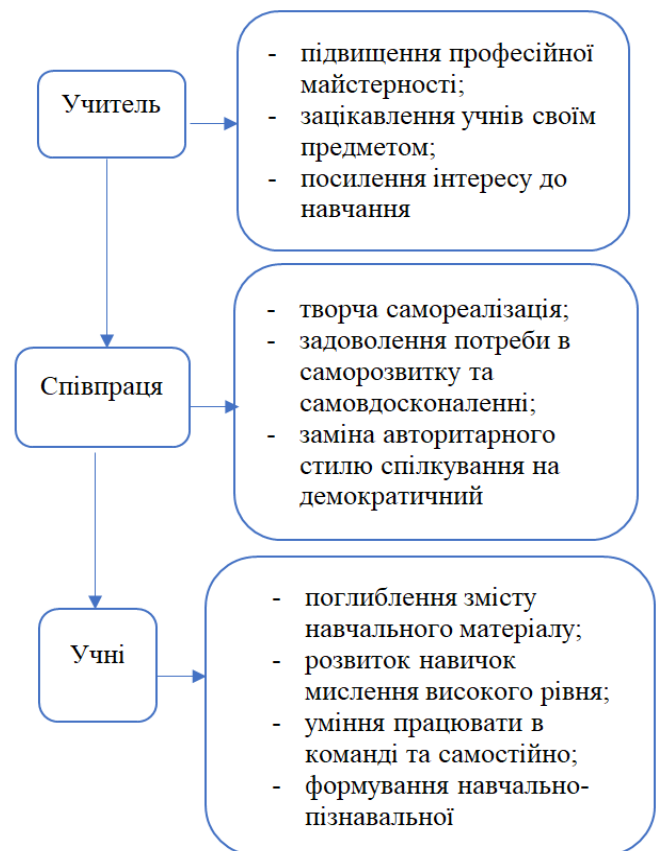 Учитель
- підвищення професійної
майстерності;
- зацікавлення учнів своїм
предметом;
- посилення інтересу до
навчання
Співпраця
- творча самореалізація;
- задоволення потреби в
саморозвитку та
самовдосконаленні;
- заміна авторитарного
стилю спілкування на
демократичний
Учні
- поглиблення змісту
навчального матеріалу;
- розвиток навичок
мислення високого рівня;
- уміння працювати в
команді та самостійно;
- формування навчально-
пізнавальної